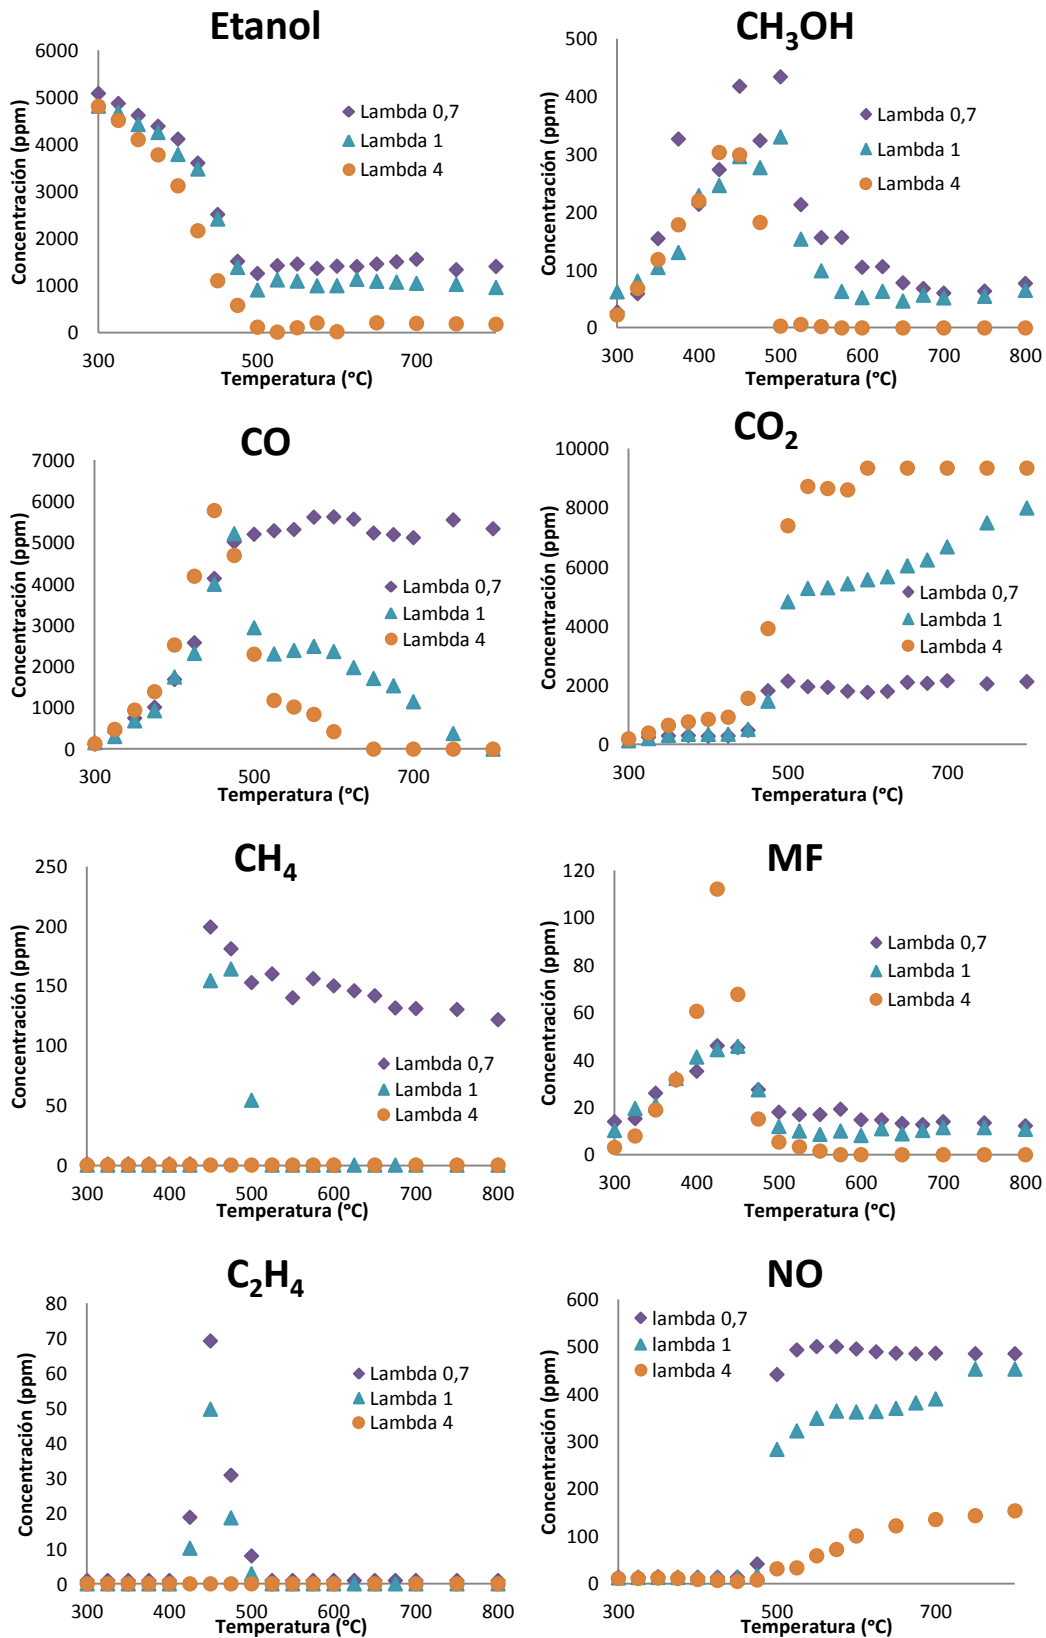 Etanol
Concentración (ppm)
6000
5000
4000
3000
2000
1000
0
300
500
700
Temperatura (°C)
Lambda 0,7
Lambda 1
Lambda 4
CH₃OH
Concentración (ppm)
500
400
300
200
100
0
300
400
500
600
700
800
Temperatura (°C)
Lambda 0,7
Lambda 1
Lambda 4
CO
Concentración (ppm)
7000
6000
5000
4000
3000
2000
1000
0
300
500
700
Temperatura (°C)
Lambda 0,7
Lambda 1
Lambda 4
CO₂
Concentración (ppm)
10000
8000
6000
4000
2000
0
300
500
700
Temperatura (°C)
Lambda 0,7
Lambda 1
Lambda 4
CH₄
Concentración (ppm)
250
200
150
100
50
0
300
400
500
600
700
800
Temperatura (°C)
Lambda 0,7
Lambda 1
Lambda 4
MF
Concentración (ppm)
120
100
80
60
40
20
0
300
400
500
600
700
800
Temperatura (°C)
Lambda 0,7
Lambda 1
Lambda 4
C₂H₄
Concentración (ppm)
80
70
60
50
40
30
20
10
0
300
400
500
600
700
800
Temperatura (°C)
Lambda 0,7
Lambda 1
Lambda 4
NO
Concentración (ppm)
600
500
400
300
200
100
0
300
500
700
Temperatura (°C)
lambda 0,7
lambda 1
lambda 4